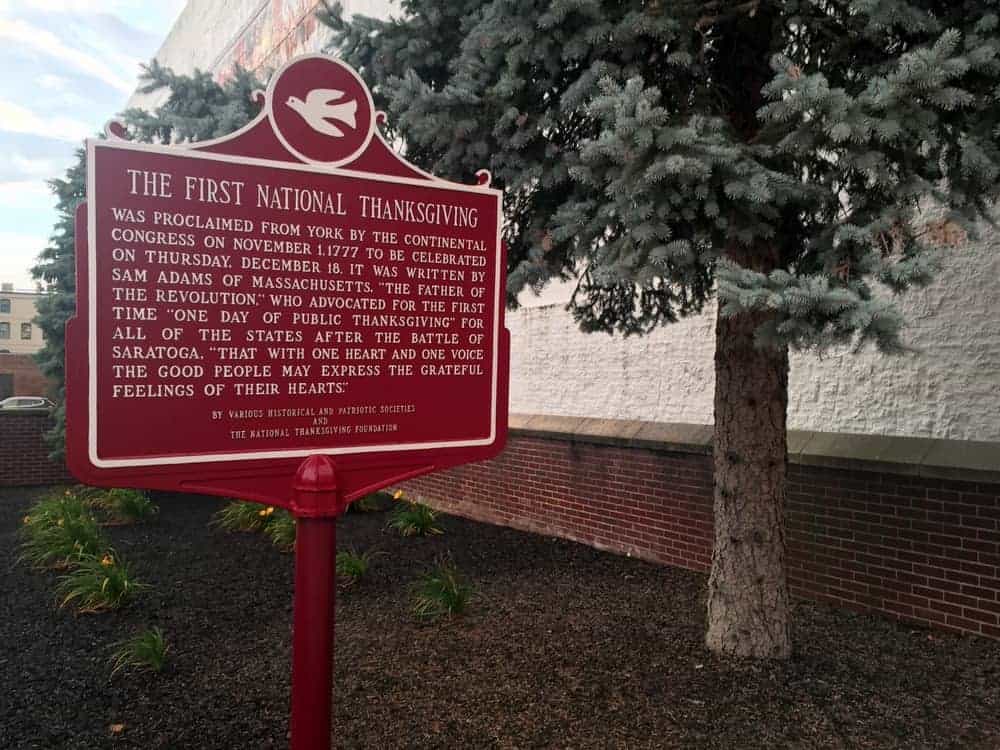 THE FIRST NATIONAL THANKSGIVING
WAS PROCLAIMED FROM YORK BY THE CONTINENTAL
CONGRESS ON NOVEMBER 1, 1777 TO BE CELEBRATED
ON THURSDAY, DECEMBER 18. IT WAS WRITTEN BY
SAM ADAMS OF MASSACHUSETTS, "THE FATHER OF
THE REVOLUTION," WHO ADVOCATED FOR THE FIRST
TIME "ONE DAY OF PUBLIC THANKSGIVING" FOR
ALL OF THE STATES AFTER THE BATTLE OF
SARATOGA, "THAT WITH ONE HEART AND ONE VOICE
THE GOOD PEOPLE MAY EXPRESS THE GRATEFUL
FEELINGS OF THEIR HEARTS."
BY VARIOUS HISTORICAL AND PATRIOTIC SOCIETIES
AND
THE NATIONAL THANKSGIVING FOUNDATION